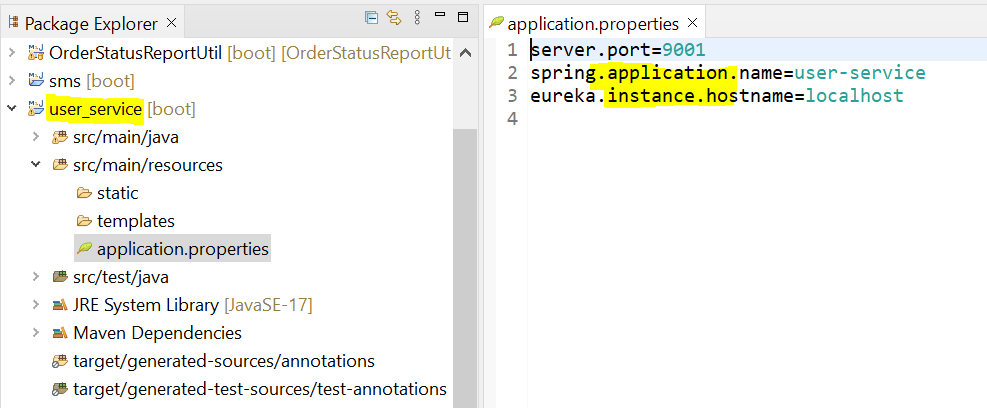 Package Explorer
OrderStatusReportUtil [boot] [OrderStatusReportUt
sms [boot]
user_service [boot]
src/main/java
src/main/resources
static
templates
application.properties
src/test/java
JRE System Library [JavaSE-17]
Maven Dependencies
target/generated-sources/annotations
target/generated-test-sources/test-annotations
application.properties
1 server.port=9001
2 spring.application.name=user-service
3 eureka.instance.hostname=localhost
4